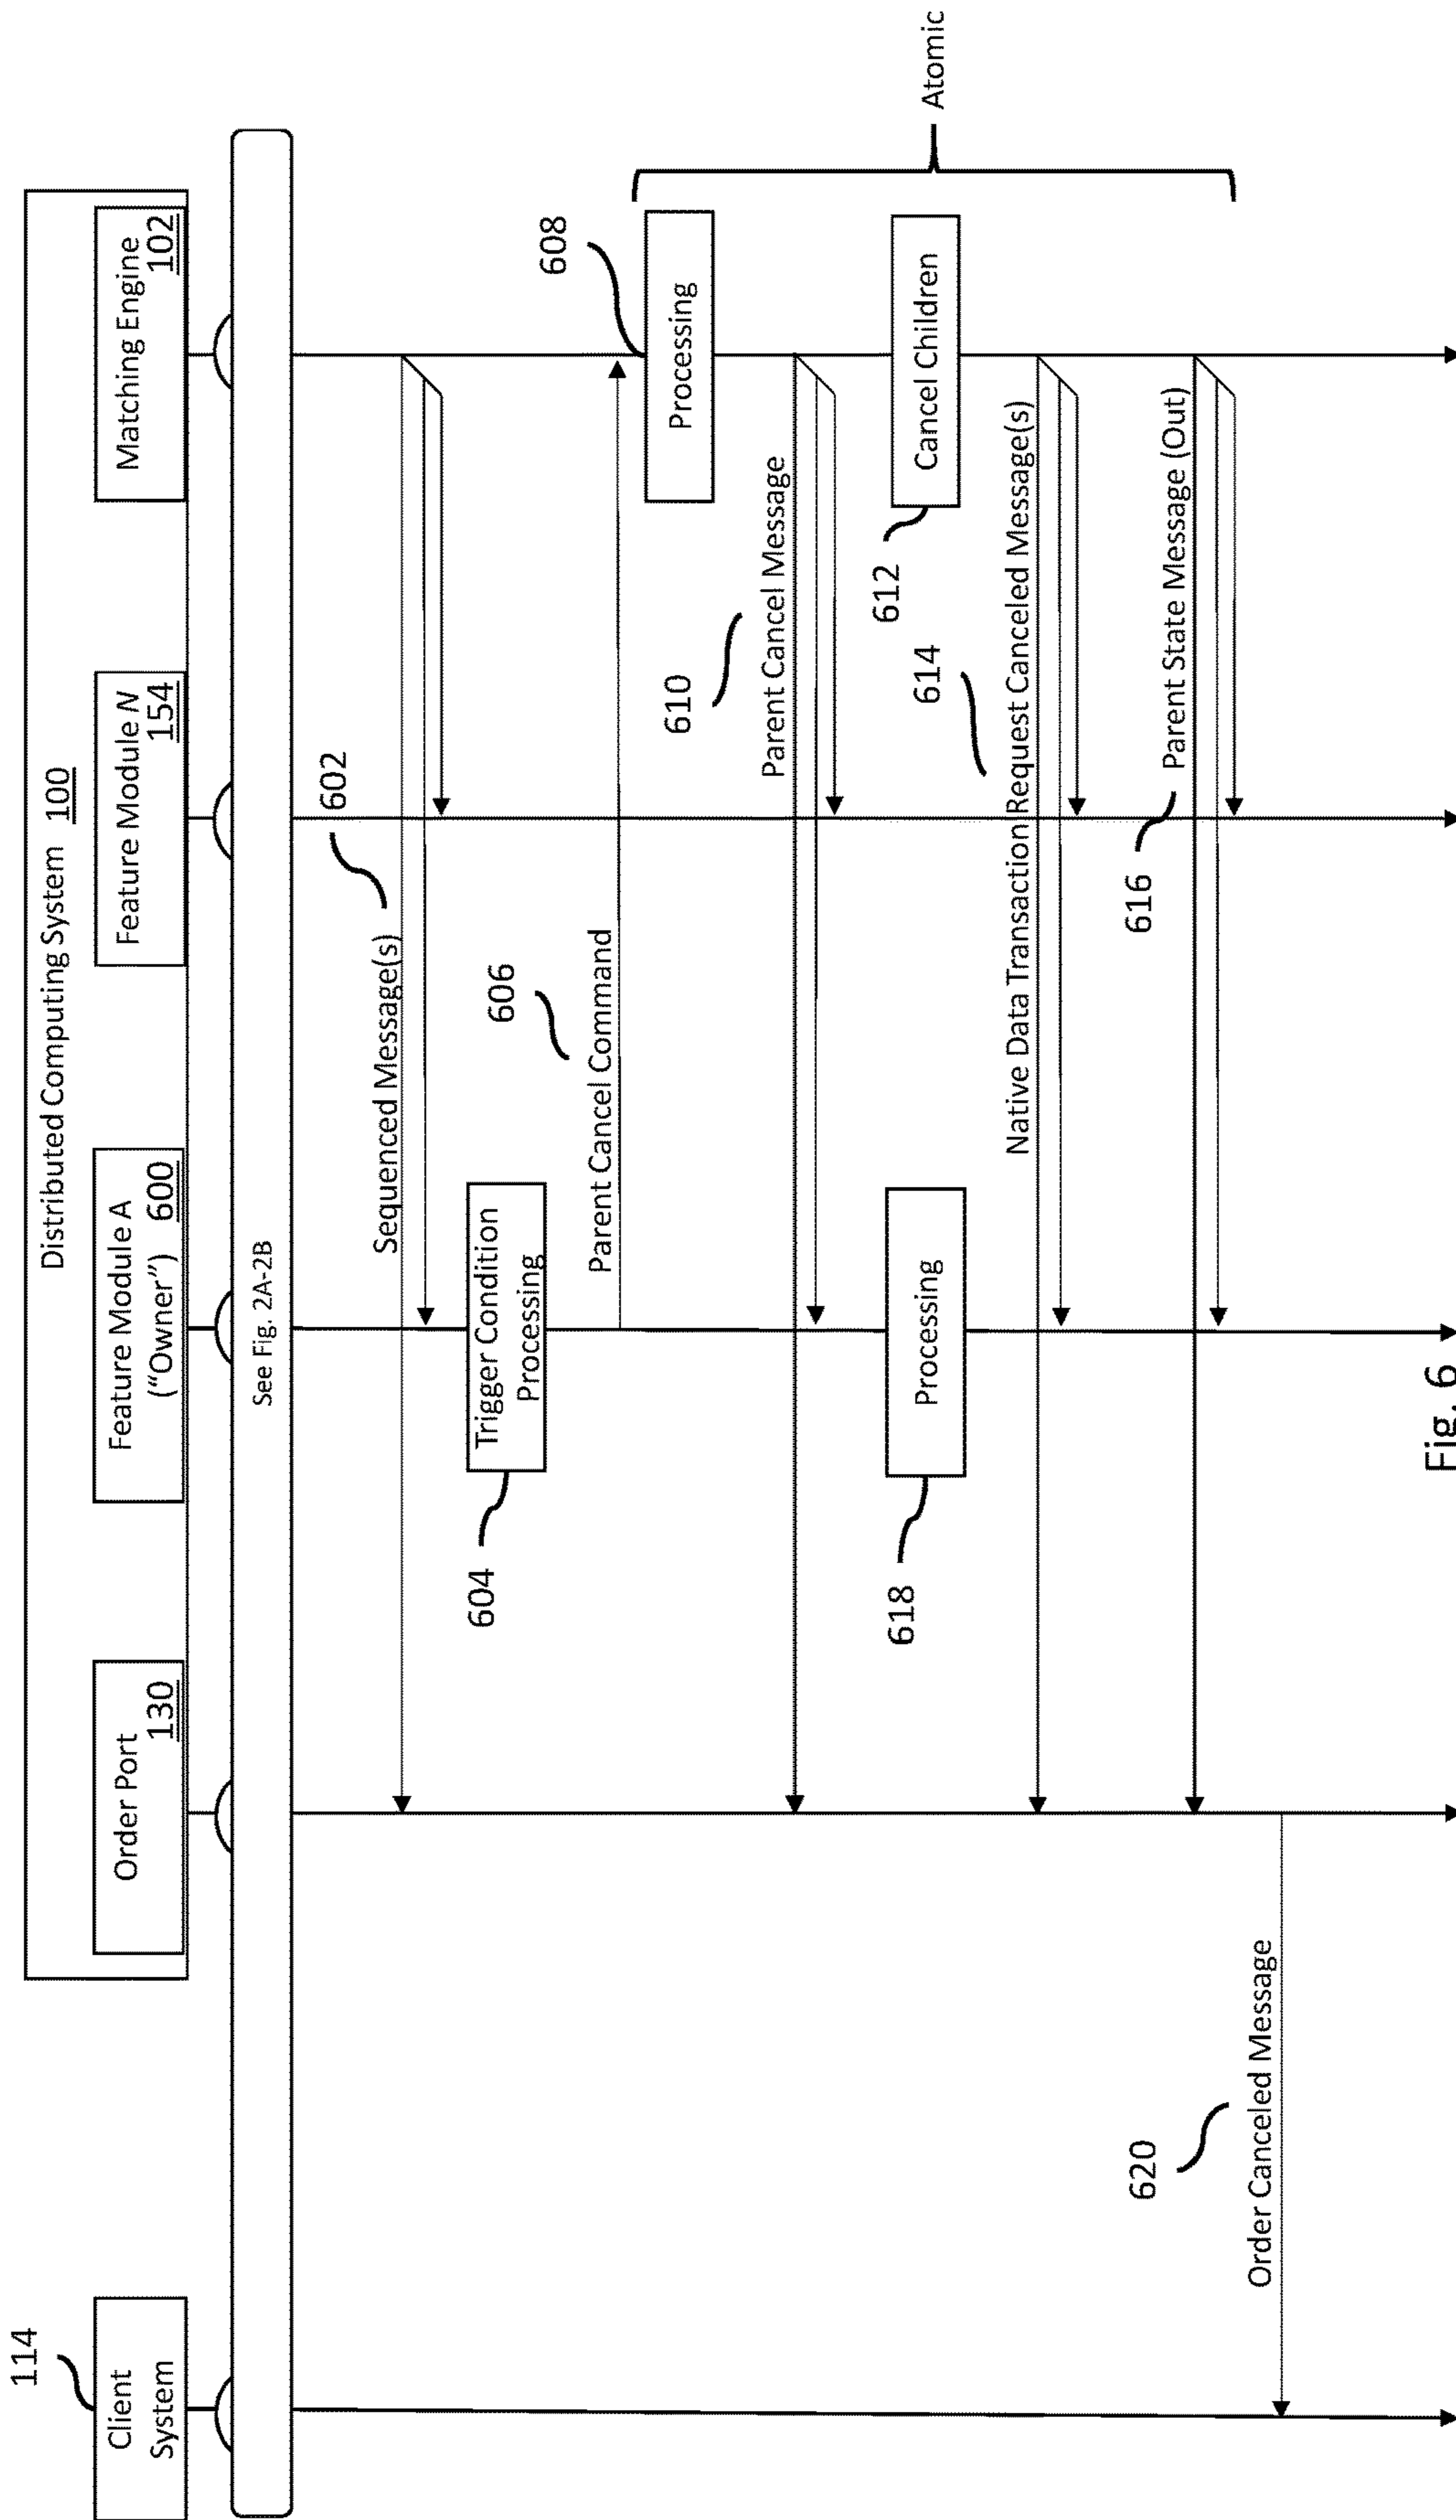 Distributed Computing System 100
114
Client
System
Order Port
130
Feature Module A
("Owner") 600
Feature Module N
154
Matching Engine
102
See Fig. 2A-2B
602
Sequenced Message(s)
604
Trigger Condition
Processing
606
Parent Cancel Command
608
Processing
610
Parent Cancel Message
612
Cancel Children
618
Processing
614
Native Data Transaction Request Canceled Message(s)
616
Parent State Message (Out)
Atomic
620
Order Canceled Message
Fig. 6